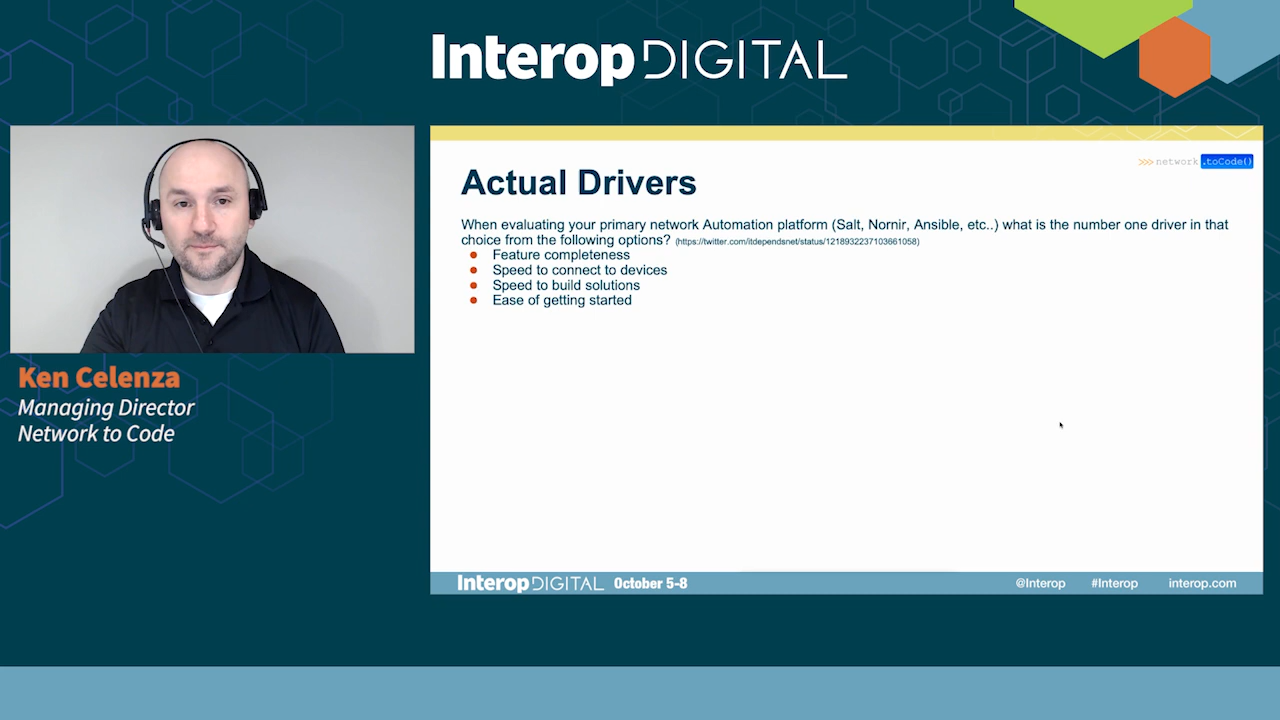 Interop DIGITAL
>>> network .toCode()
Actual Drivers
When evaluating your primary network Automation platform (Salt, Nornir, Ansible, etc..) what is the number one driver in that
choice from the following options? (https://twitter.com/itdependsnet/status/1218932237103661058)
● Feature completeness
● Speed to connect to devices
● Speed to build solutions
● Ease of getting started
Ken Celenza
Managing Director
Network to Code
Interop DIGITAL October 5-8
@Interop #Interop interop.com